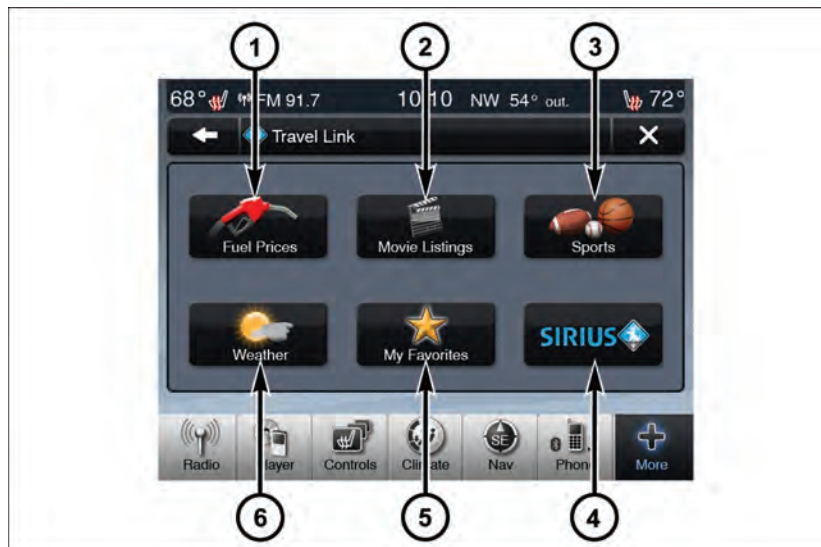 1 2 3
68° FM 91.7 10:10 NW 54° out. 72°
Travel Link
Fuel Prices Movie Listings Sports
Weather My Favorites SIRIUS
SE
Radio Player Controls Climate Nav Phone More
6 5 4